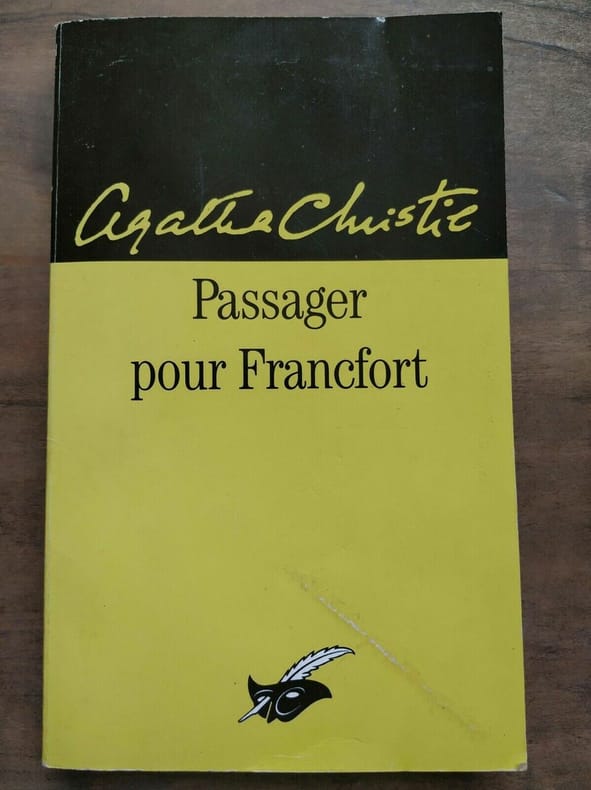 Agatha Christie
Passager
pour Francfort